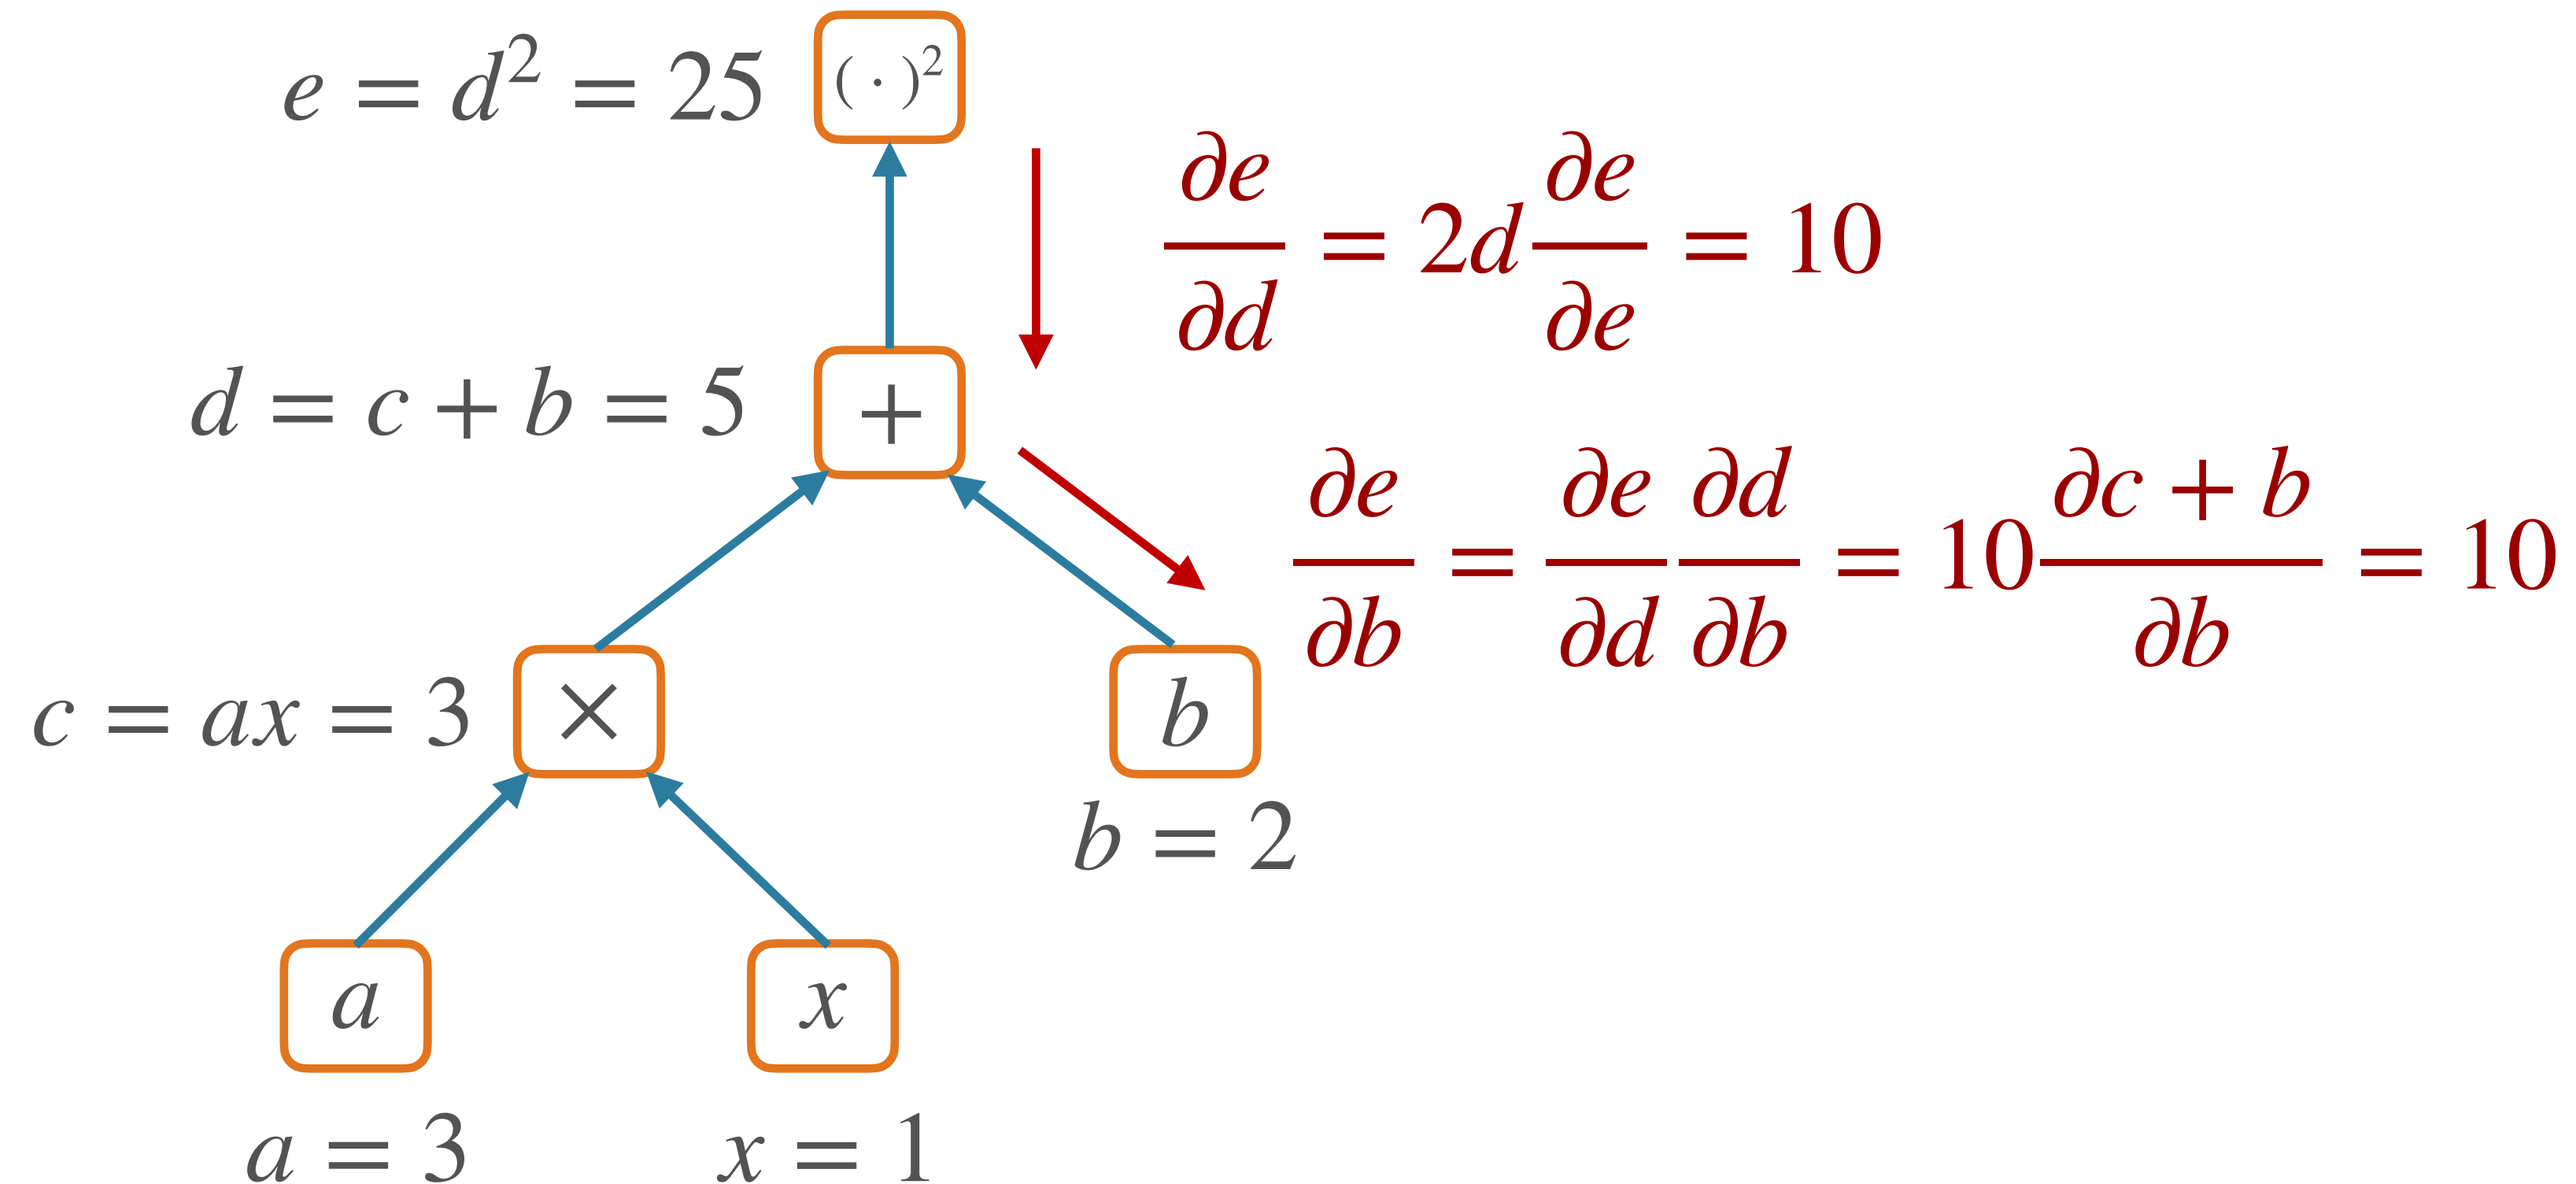 e = d² = 25
( · )²
∂e/∂d = 2d ∂e/∂e = 10
d = c + b = 5
+
∂e/∂b = ∂e/∂d ∂d/∂b = 10 ∂c + b/∂b = 10
c = ax = 3
×
b
b = 2
a
x
a = 3
x = 1